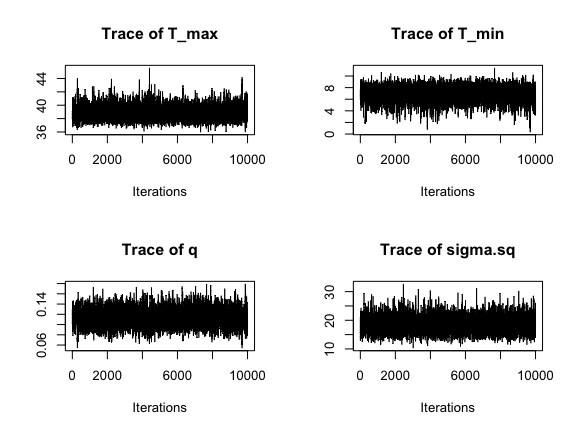 Trace of T_max
36 40 44
0 2000 6000 10000
Iterations
Trace of T_min
0 4 8
0 2000 6000 10000
Iterations
Trace of q
0.06 0.14
0 2000 6000 10000
Iterations
Trace of sigma.sq
10 20 30
0 2000 6000 10000
Iterations